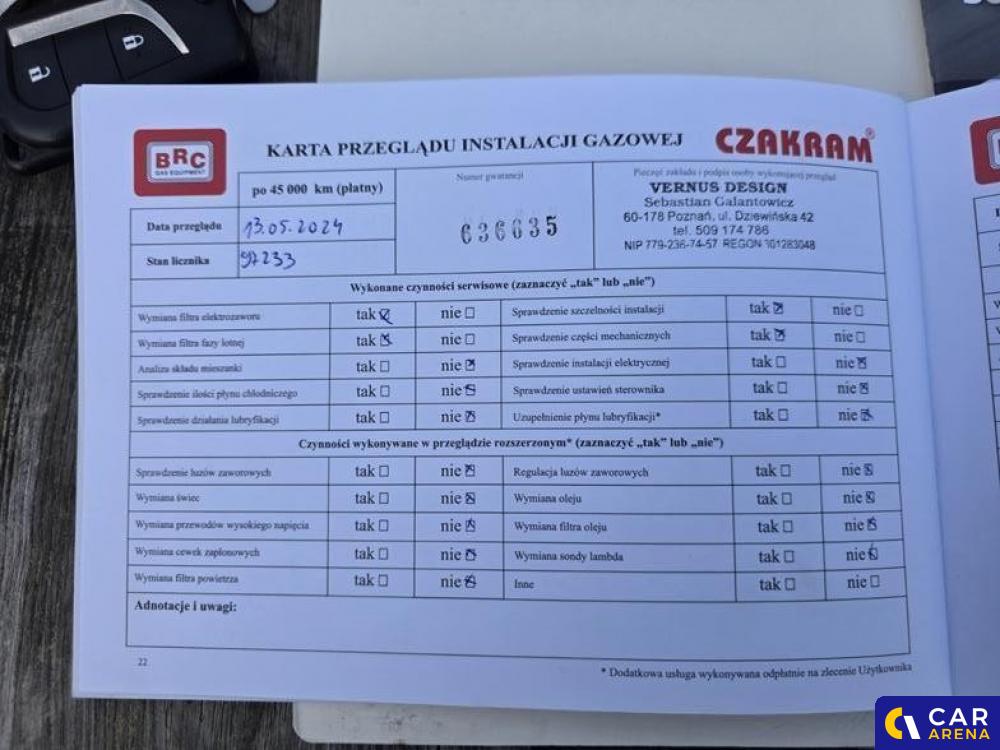 BRC
GAS EQUIPMENT
KARTA PRZEGLĄDU INSTALACJI GAZOWEJ
CZAKRAM®
po 45 000 km (płatny)
Numer gwarancji
Pieczęć zakładu i podpis osoby wykonującej przegląd
Data przeglądu 13.05.2024
Stan licznika 97233
636035
VERNUS DESIGN
Sebastian Galantowicz
60-178 Poznań, ul. Dziewińska 42
tel. 509 174 786
NIP 779-236-74-57 REGON 301283048
Wykonane czynności serwisowe (zaznaczyć „tak” lub „nie”)
Wymiana filtra elektrozaworu tak ☒ nie ☐ Sprawdzenie szczelności instalacji tak ☒ nie ☐
Wymiana filtra fazy lotnej tak ☒ nie ☐ Sprawdzenie części mechanicznych tak ☒ nie ☐
Analiza składu mieszanki tak ☐ nie ☒ Sprawdzenie instalacji elektrycznej tak ☐ nie ☒
Sprawdzenie ilości płynu chłodniczego tak ☐ nie ☒ Sprawdzenie ustawień sterownika tak ☐ nie ☒
Sprawdzenie działania lubryfikacji tak ☐ nie ☒ Uzupełnienie płynu lubryfikacji* tak ☐ nie ☒
Czynności wykonywane w przeglądzie rozszerzonym* (zaznaczyć „tak” lub „nie”)
Sprawdzenie luzów zaworowych tak ☐ nie ☒ Regulacja luzów zaworowych tak ☐ nie ☒
Wymiana świec tak ☐ nie ☒ Wymiana oleju tak ☐ nie ☒
Wymiana przewodów wysokiego napięcia tak ☐ nie ☒ Wymiana filtra oleju tak ☐ nie ☒
Wymiana cewek zapłonowych tak ☐ nie ☒ Wymiana sondy lambda tak ☐ nie ☒
Wymiana filtra powietrza tak ☐ nie ☒ Inne tak ☐ nie ☐
Adnotacje i uwagi:
22
* Dodatkowa usługa wykonywana odpłatnie na zlecenie Użytkownika
CAR
ARENA